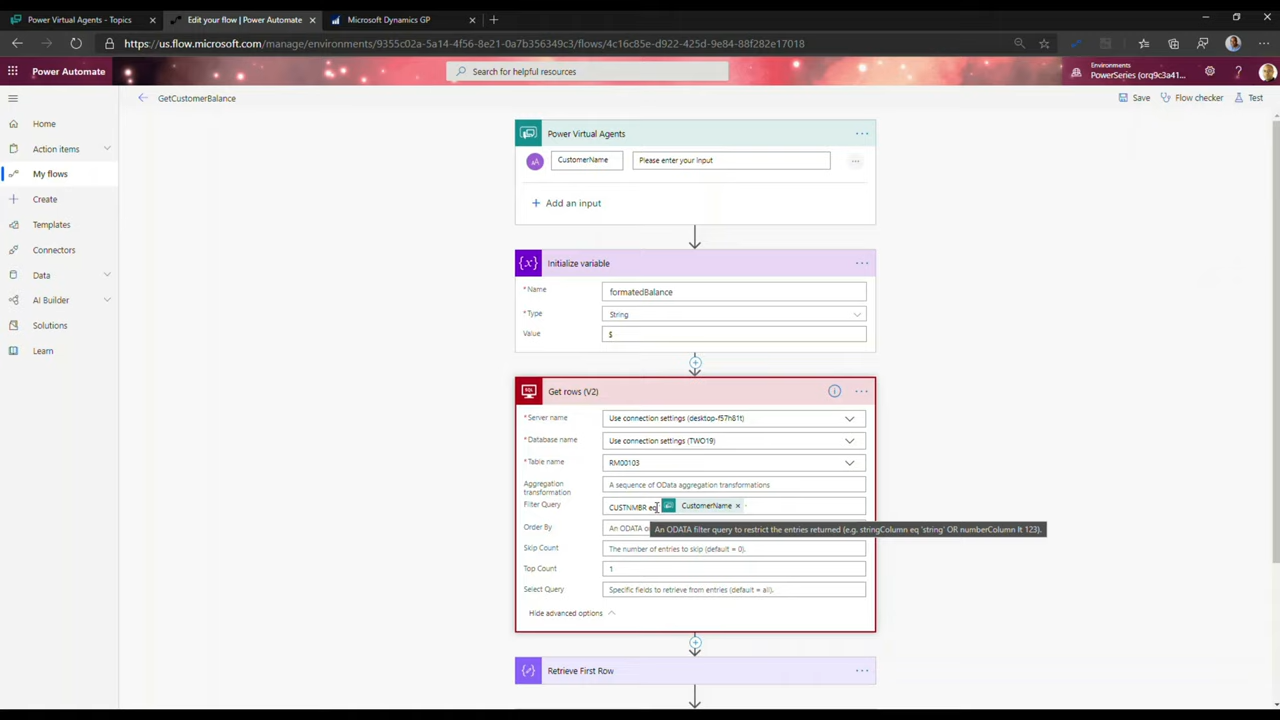 Power Virtual Agents - Topics
Edit your flow | Power Automate
Microsoft Dynamics GP
https://us.flow.microsoft.com/manage/environments/9355c02a-5a14-4f56-8e21-0a7b356349c3/flows/4c16c85e-d922-425d-9e84-88f282e17018
Power Automate
Search for helpful resources
Environments
PowerSeries (org9c3a41...
GetCustomerBalance
Save
Flow checker
Test
Home
Action items
My flows
Create
Templates
Connectors
Data
AI Builder
Solutions
Learn
Power Virtual Agents
CustomerName
Please enter your input
Add an input
Initialize variable
* Name
formatedBalance
* Type
String
Value
$
Get rows (V2)
* Server name
Use connection settings (desktop-f57h81t)
* Database name
Use connection settings (TWO19)
* Table name
RM00103
Aggregation
transformation
A sequence of OData aggregation transformations
Filter Query
CUSTNMBR eq CustomerName
An ODATA filter query to restrict the entries returned (e.g. stringColumn eq 'string' OR numberColumn lt 123).
Order By
An ODATA o
Skip Count
The number of entries to skip (default = 0).
Top Count
1
Select Query
Specific fields to retrieve from entries (default = all).
Hide advanced options
Retrieve First Row